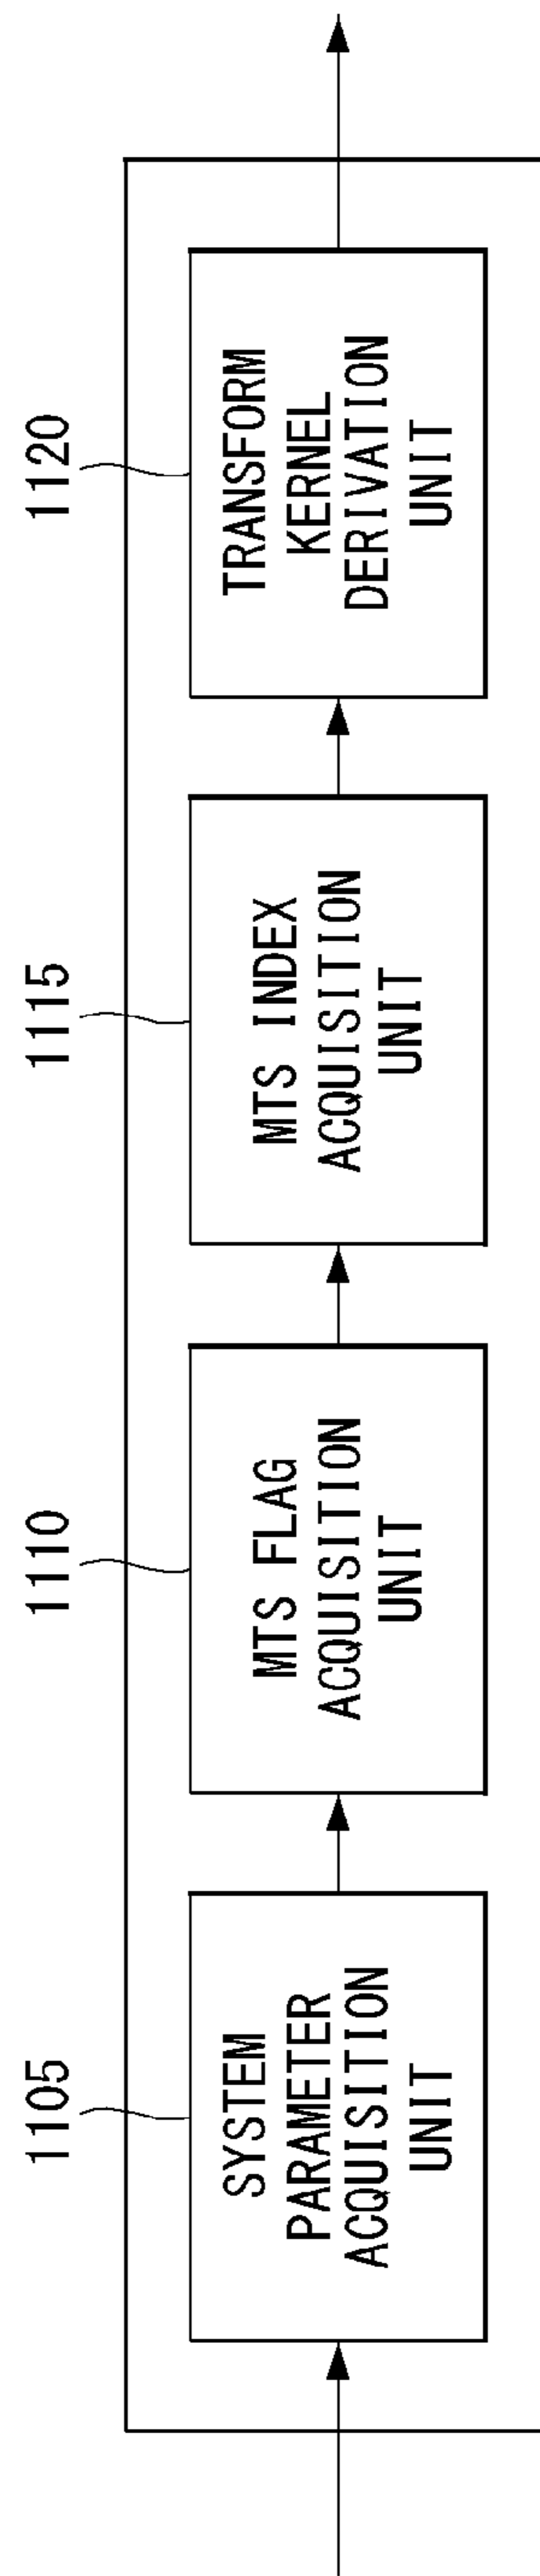 1105
SYSTEM
PARAMETER
ACQUISITION
UNIT
1110
MTS FLAG
ACQUISITION
UNIT
1115
MTS INDEX
ACQUISITION
UNIT
1120
TRANSFORM
KERNEL
DERIVATION
UNIT